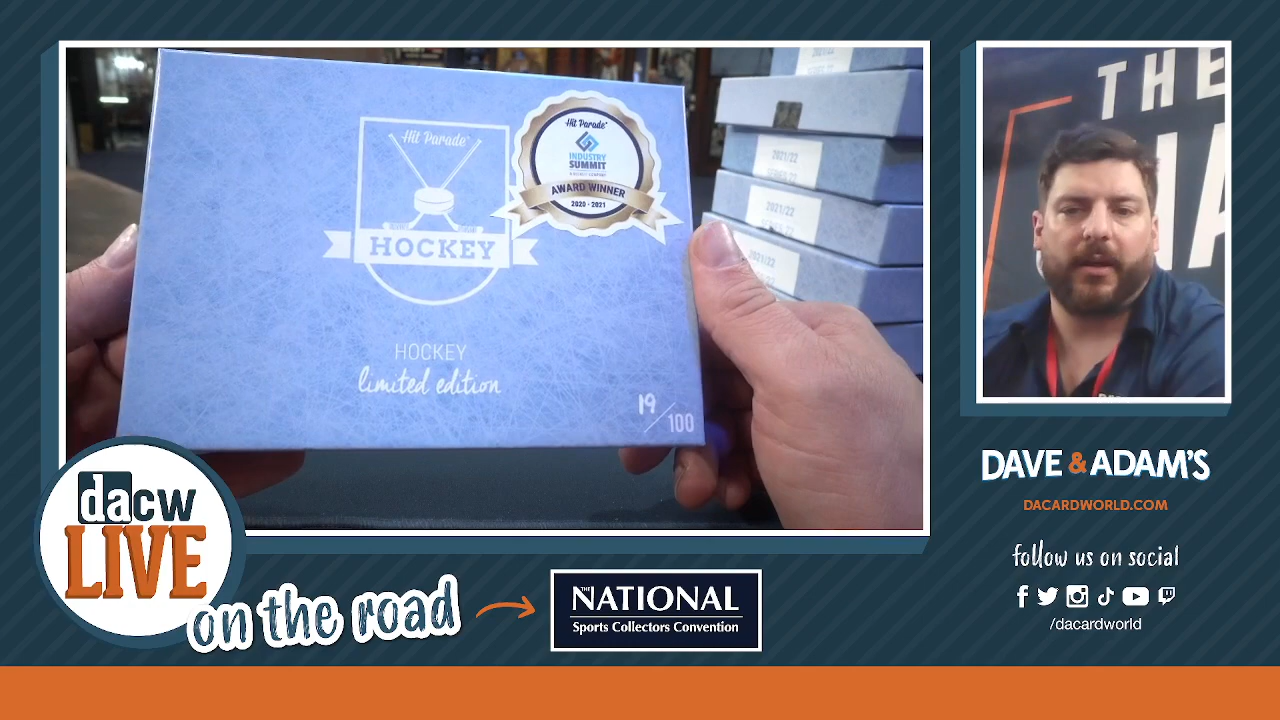 Hit Parade
HOCKEY
HOCKEY
limited edition
19/100
Hit Parade
INDUSTRY
SUMMIT
AWARD WINNER
2020 - 2021
2021/22
2021/22
2021/22
THE
dacw
LIVE
on the road
THE
NATIONAL
Sports Collectors Convention
DAVE & ADAM'S
DACARDWORLD.COM
follow us on social
/dacardworld